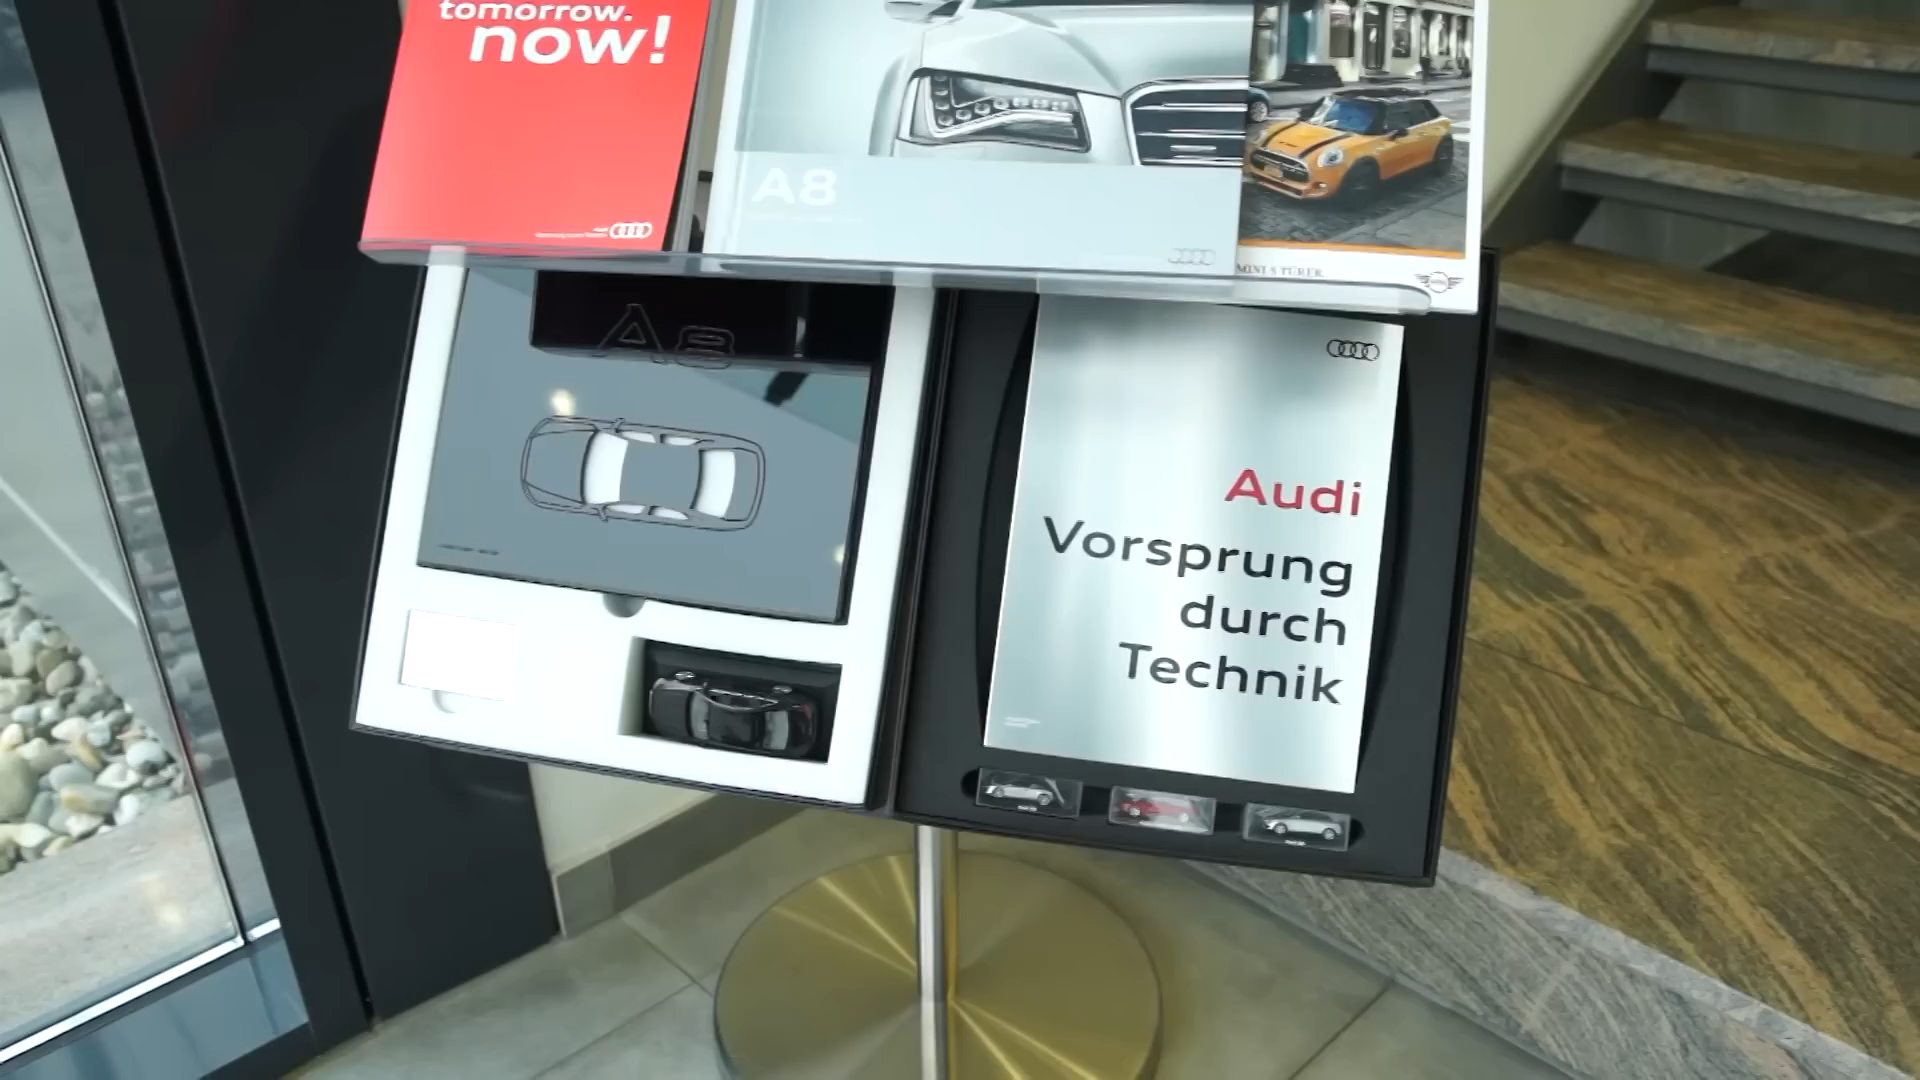 tomorrow.
now!
A8
MINI 5 TÜRER
A8
Audi
Vorsprung
durch
Technik